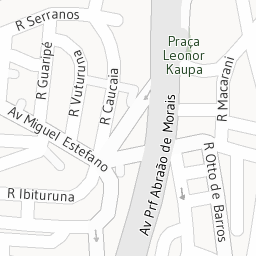 R Serranos
Praça
Leonor
Kaupa
R Guaripé
R Vuturuna
R Caucaia
R Macarani
Av Miguel Estefano
Av Prf Abraão de Morais
R Otto de Barros
R Ibituruna